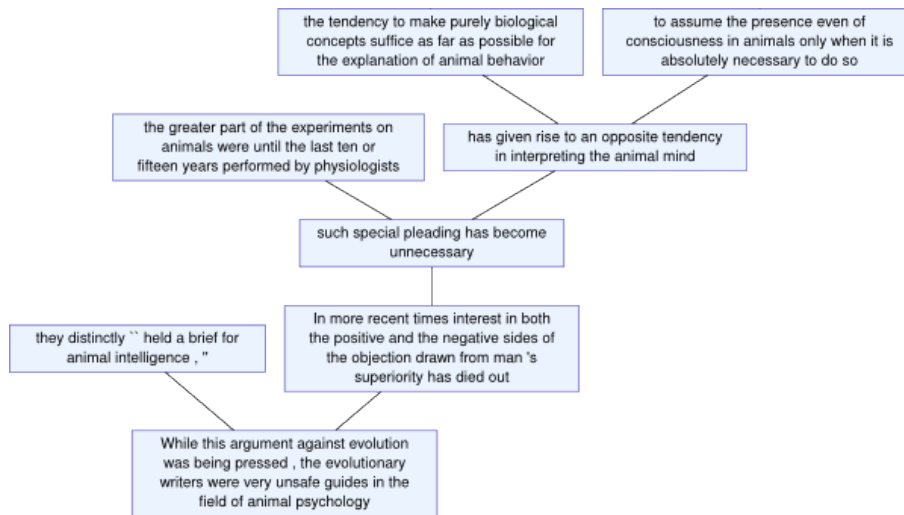 the tendency to make purely biological
concepts suffice as far as possible for
the explanation of animal behavior
to assume the presence even of
consciousness in animals only when it is
absolutely necessary to do so
the greater part of the experiments on
animals were until the last ten or
fifteen years performed by physiologists
has given rise to an opposite tendency
in interpreting the animal mind
such special pleading has become
unnecessary
In more recent times interest in both
the positive and the negative sides of
the objection drawn from man 's
superiority has died out
they distinctly `` held a brief for
animal intelligence , ''
While this argument against evolution
was being pressed , the evolutionary
writers were very unsafe guides in the
field of animal psychology